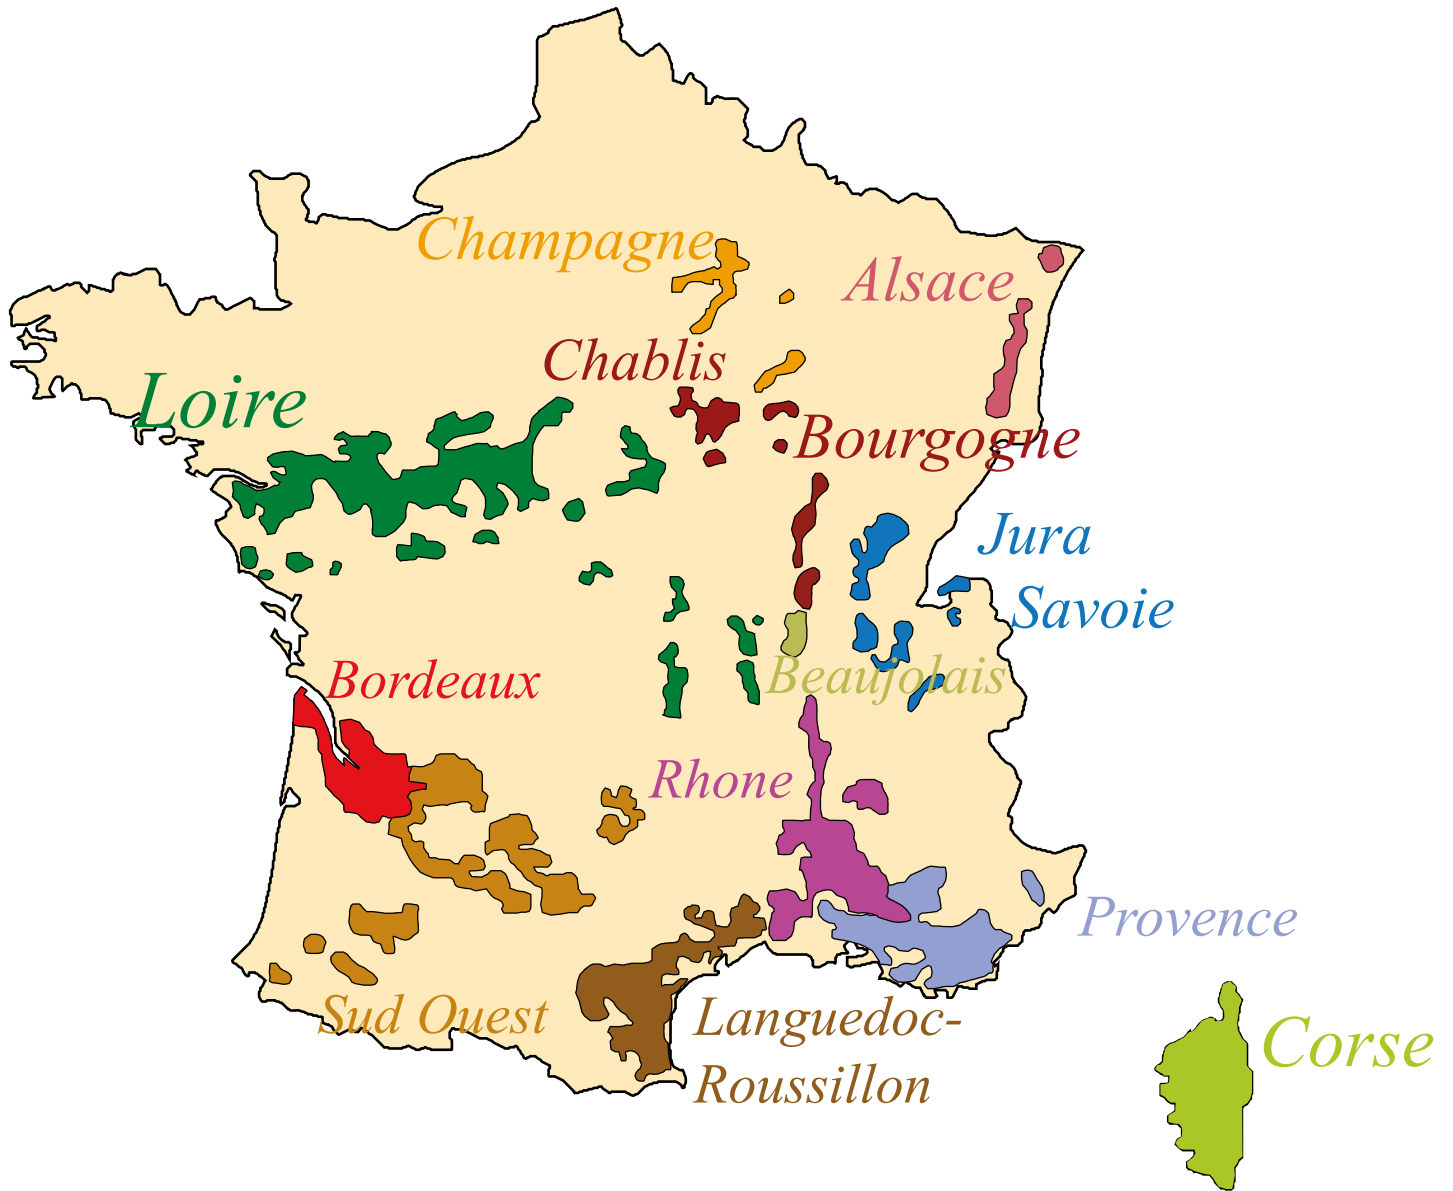 Champagne
Alsace
Chablis
Loire
Bourgogne
Jura
Savoie
Bordeaux
Beaujolais
Rhone
Provence
Sud Ouest
Languedoc-
Roussillon
Corse